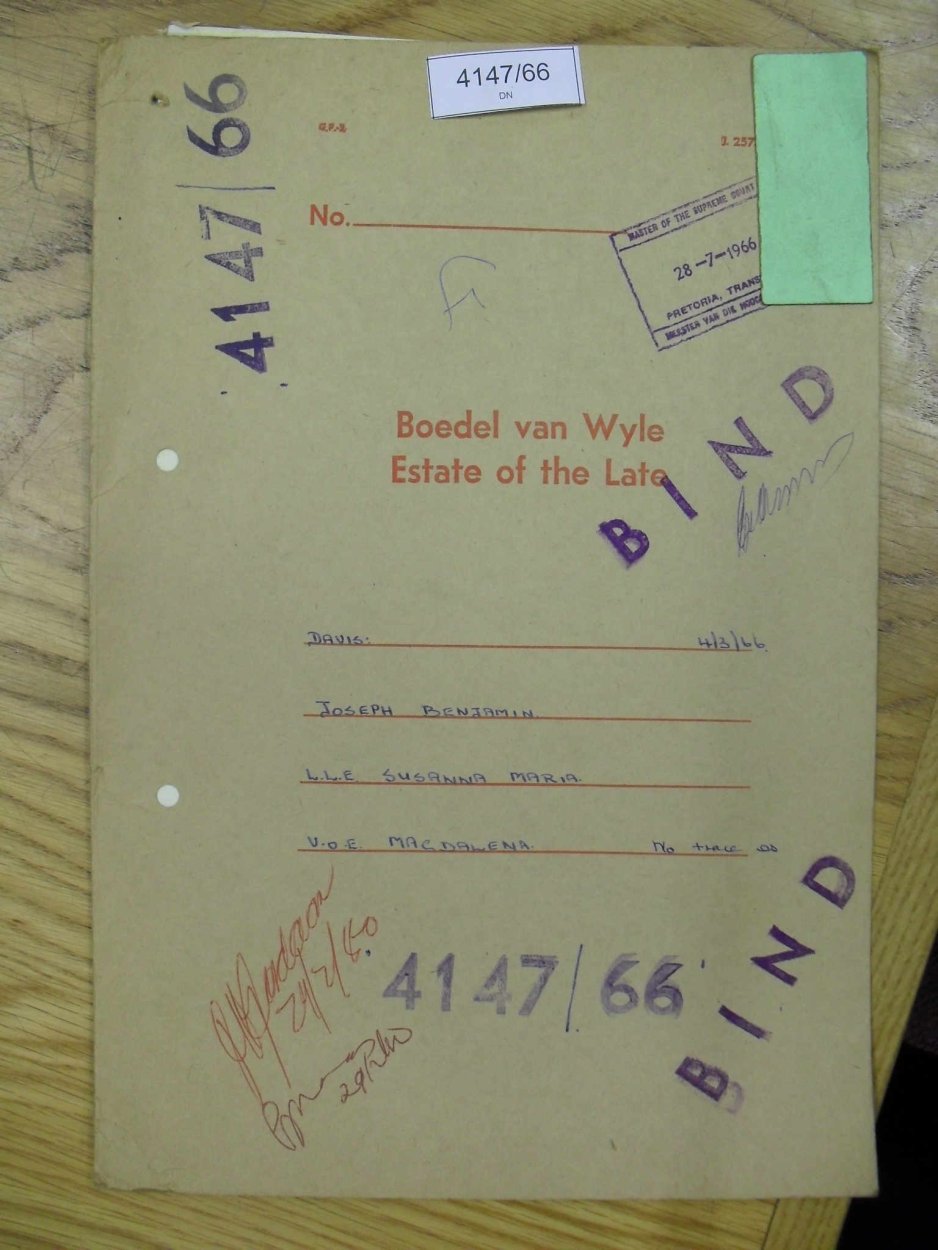 4147/66
DN
4147/66
G.P.-S.
J. 257
No.
MASTER OF THE SUPREME COURT
28-7-1966
PRETORIA, TRANS
MEESTER VAN DIE HOOG
Boedel van Wyle
Estate of the Late
BIND
DAVIS: 4/3/66.
JOSEPH BENJAMIN.
L.L.E. SUSANNA MARIA.
V.O.E. MAGDALENA. No trace
4147/66
BIND